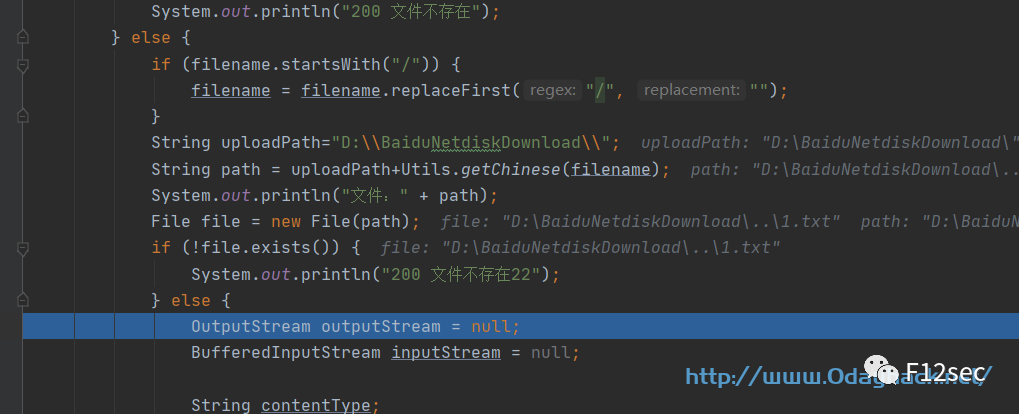 System.out.println("200 文件不存在");
} else {
if (filename.startsWith("/")) {
filename = filename.replaceFirst( regex: "/", replacement: "");
}
String uploadPath="D:\\BaiduNetdiskDownload\\"; uploadPath: "D:\BaiduNetdiskDownload\"
String path = uploadPath+Utils.getChinese(filename); path: "D:\BaiduNetdiskDownload\..
System.out.println("文件：" + path);
File file = new File(path); file: "D:\BaiduNetdiskDownload\..\1.txt" path: "D:\BaiduN
if (!file.exists()) { file: "D:\BaiduNetdiskDownload\..\1.txt"
System.out.println("200 文件不存在22");
} else {
OutputStream outputStream = null;
BufferedInputStream inputStream = null;
F12sec
String contentType;